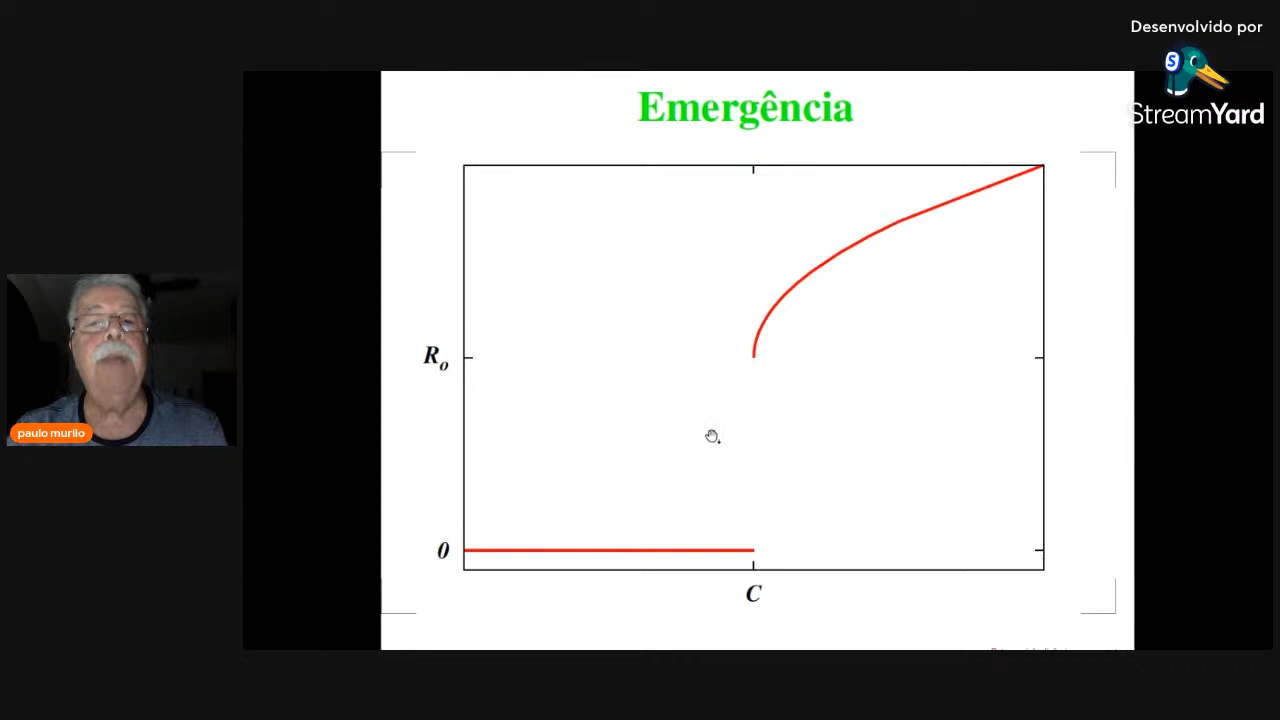 Desenvolvido por
StreamYard
Emergência
R₀
0
C
paulo murilo